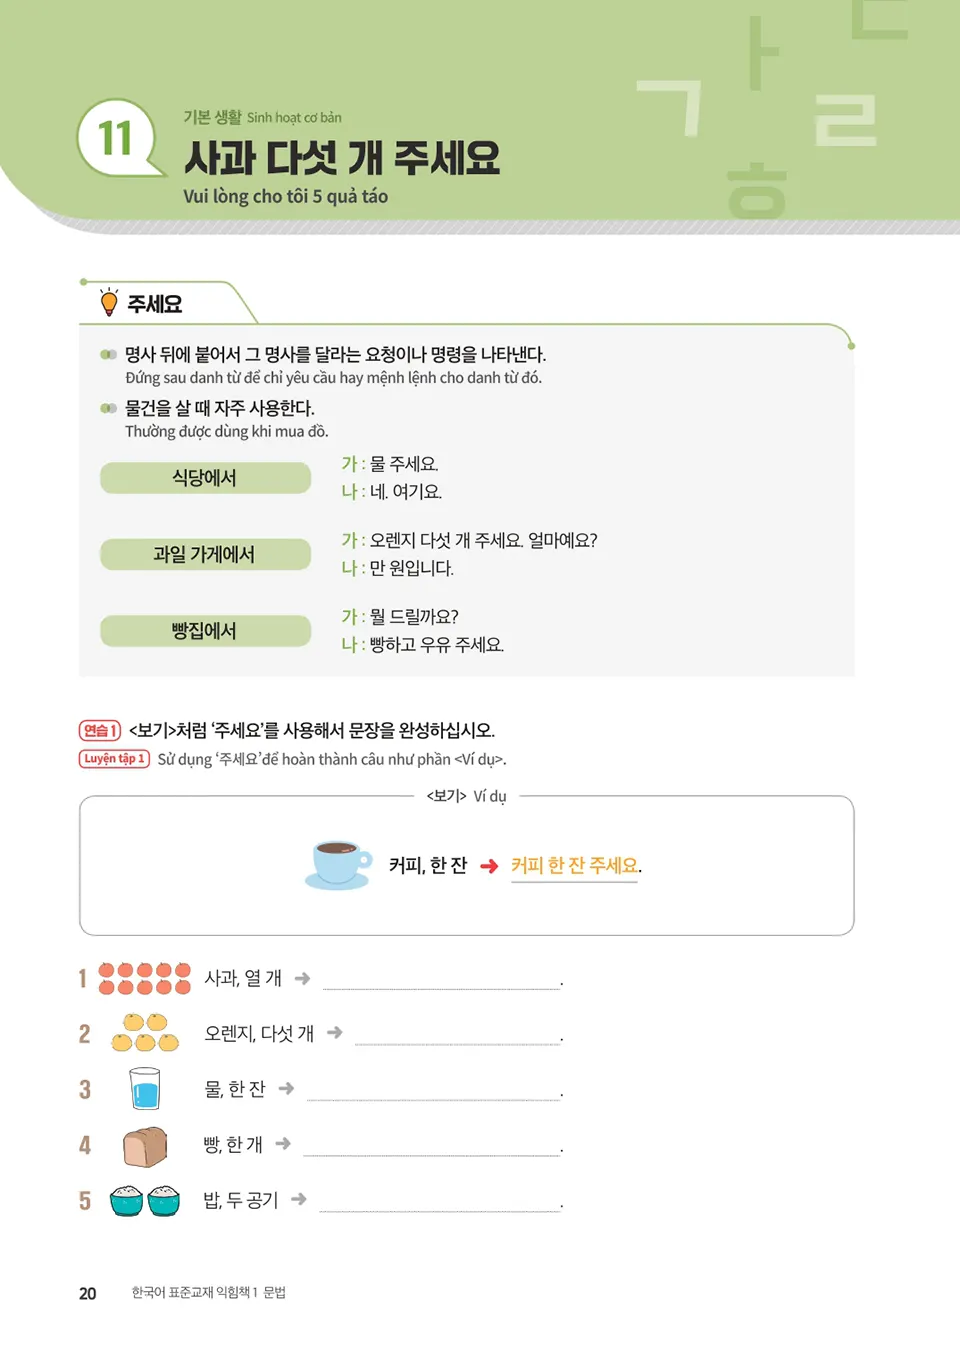 11
기본 생활 Sinh hoạt cơ bản
사과 다섯 개 주세요
Vui lòng cho tôi 5 quả táo
ㄱ ㅏ ㄴ ㄹ ㅎ
주세요
명사 뒤에 붙어서 그 명사를 달라는 요청이나 명령을 나타낸다.
Đứng sau danh từ để chỉ yêu cầu hay mệnh lệnh cho danh từ đó.
물건을 살 때 자주 사용한다.
Thường được dùng khi mua đồ.
식당에서
가 : 물 주세요.
나 : 네. 여기요.
과일 가게에서
가 : 오렌지 다섯 개 주세요. 얼마예요?
나 : 만 원입니다.
빵집에서
가 : 뭘 드릴까요?
나 : 빵하고 우유 주세요.
연습 1 <보기>처럼 ‘주세요’를 사용해서 문장을 완성하십시오.
Luyện tập 1 Sử dụng ‘주세요’để hoàn thành câu như phần <Ví dụ>.
<보기> Ví dụ
커피, 한 잔 ➜ 커피 한 잔 주세요.
1 사과, 열 개 ➜ .
2 오렌지, 다섯 개 ➜ .
3 물, 한 잔 ➜ .
4 빵, 한 개 ➜ .
5 밥, 두 공기 ➜ .
20 한국어 표준교재 익힘책 1 문법